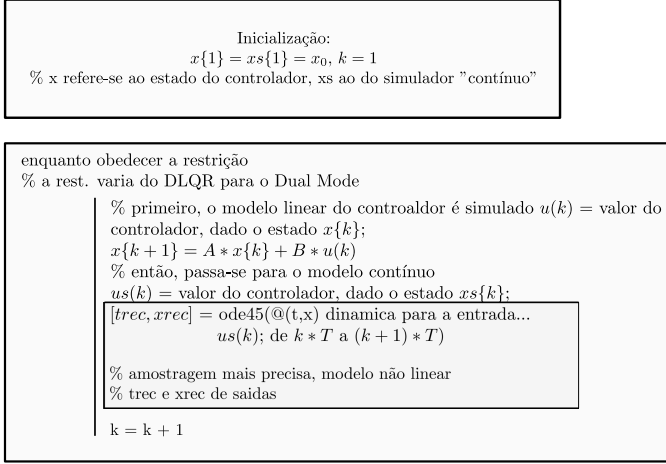 Inicialização:
x{1} = xs{1} = x₀, k = 1
% x refere-se ao estado do controlador, xs ao do simulador ”contínuo”
enquanto obedecer a restrição
% a rest. varia do DLQR para o Dual Mode
% primeiro, o modelo linear do controaldor é simulado u(k) = valor do
controlador, dado o estado x{k};
x{k + 1} = A ∗ x{k} + B ∗ u(k)
% então, passa-se para o modelo contínuo
us(k) = valor do controlador, dado o estado xs{k};
[trec, xrec] = ode45(@(t,x) dinamica para a entrada...
us(k); de k ∗ T a (k + 1) ∗ T)
% amostragem mais precisa, modelo não linear
% trec e xrec de saidas
k = k + 1